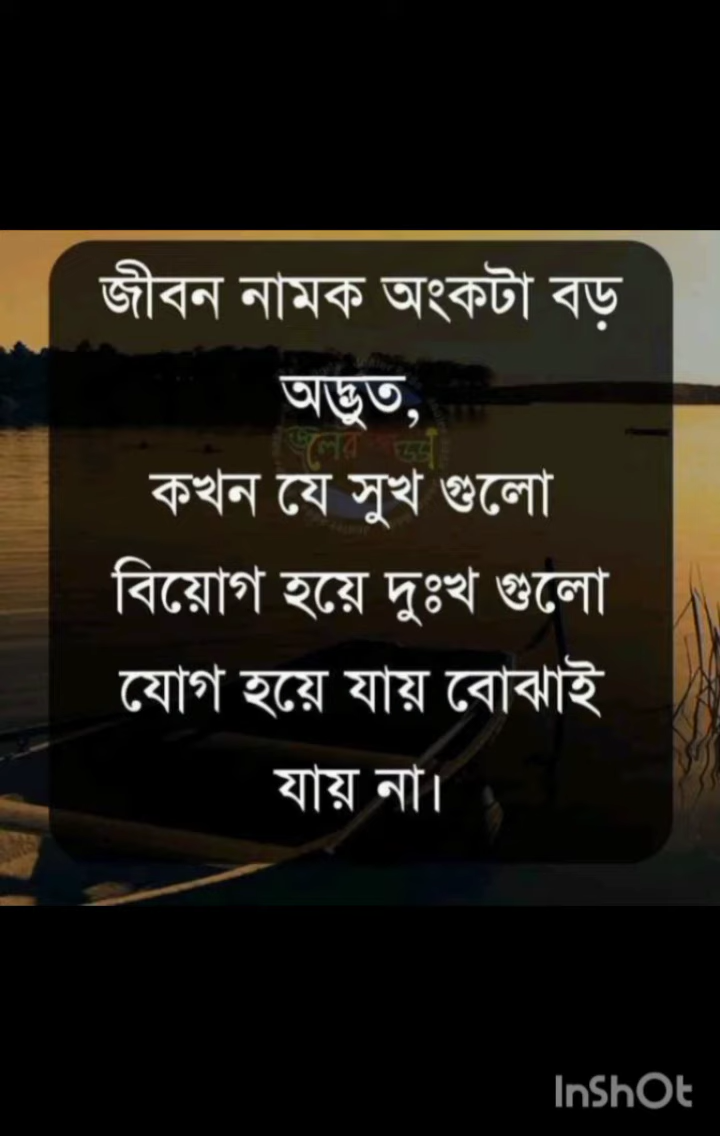 জীবন নামক অংকটা বড়
অদ্ভুত,
কখন যে সুখ গুলো
বিয়োগ হয়ে দুঃখ গুলো
যোগ হয়ে যায় বোঝাই
যায় না।
InShOt